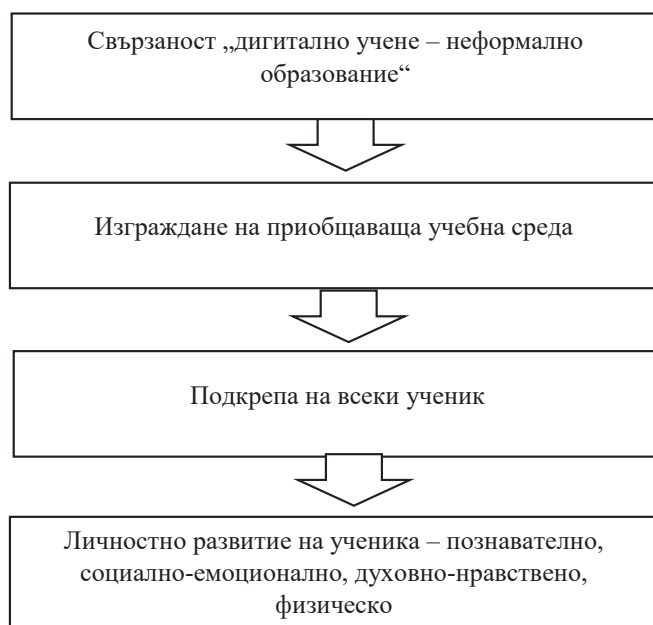 Свързаност „дигитално учене – неформално
образование“
Изграждане на приобщаваща учебна среда
Подкрепа на всеки ученик
Личностно развитие на ученика – познавателно,
социално-емоционално, духовно-нравствено,
физическо